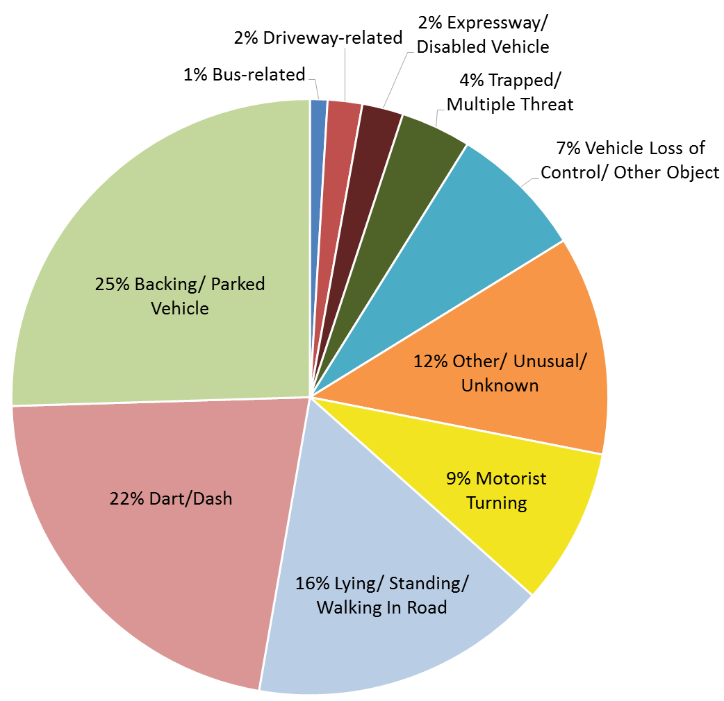 2% Expressway/
Disabled Vehicle
2% Driveway-related
1% Bus-related
4% Trapped/
Multiple Threat
7% Vehicle Loss of
Control/ Other Object
25% Backing/ Parked
Vehicle
12% Other/ Unusual/
Unknown
9% Motorist
Turning
22% Dart/Dash
16% Lying/ Standing/
Walking In Road